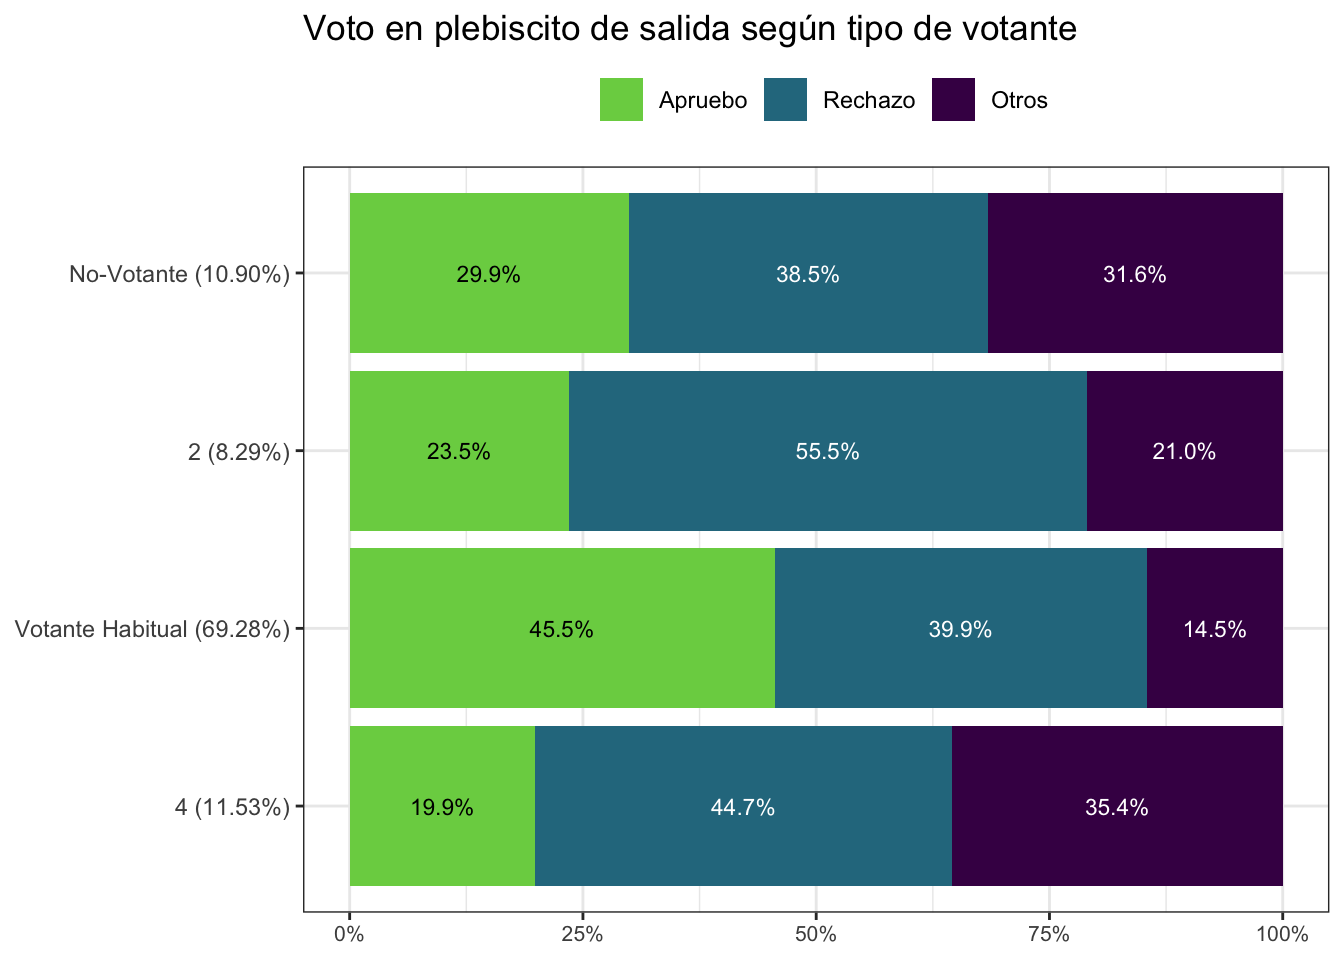 Voto en plebiscito de salida según tipo de votante
Apruebo Rechazo Otros
No-Votante (10.90%) 29.9% 38.5% 31.6%
2 (8.29%) 23.5% 55.5% 21.0%
Votante Habitual (69.28%) 45.5% 39.9% 14.5%
4 (11.53%) 19.9% 44.7% 35.4%
0% 25% 50% 75% 100%